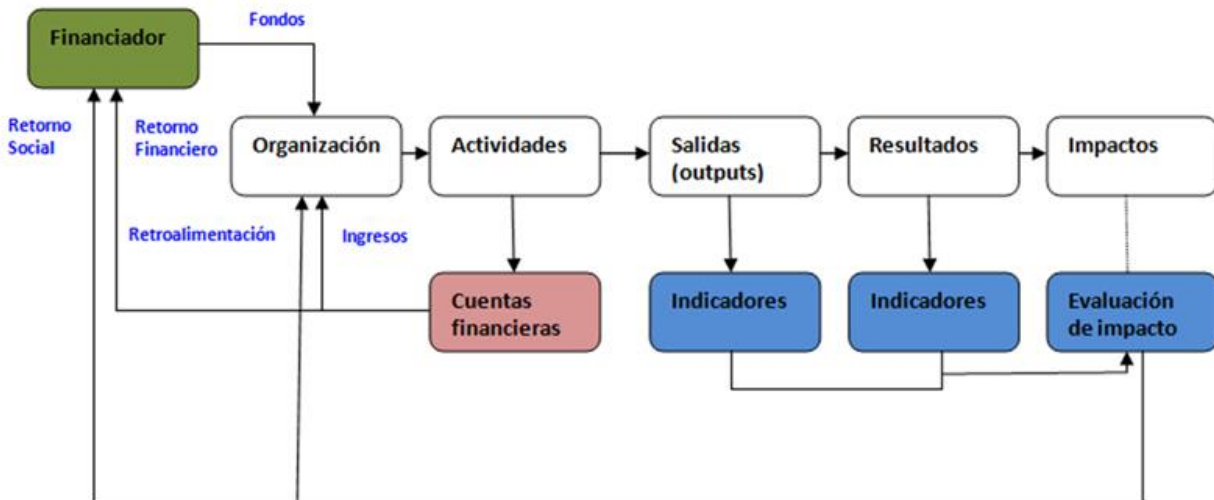 Fondos
Financiador
Retorno
Social
Retorno
Financiero
Organización
Actividades
Salidas
(outputs)
Resultados
Impactos
Retroalimentación
Ingresos
Cuentas
financieras
Indicadores
Indicadores
Evaluación
de impacto